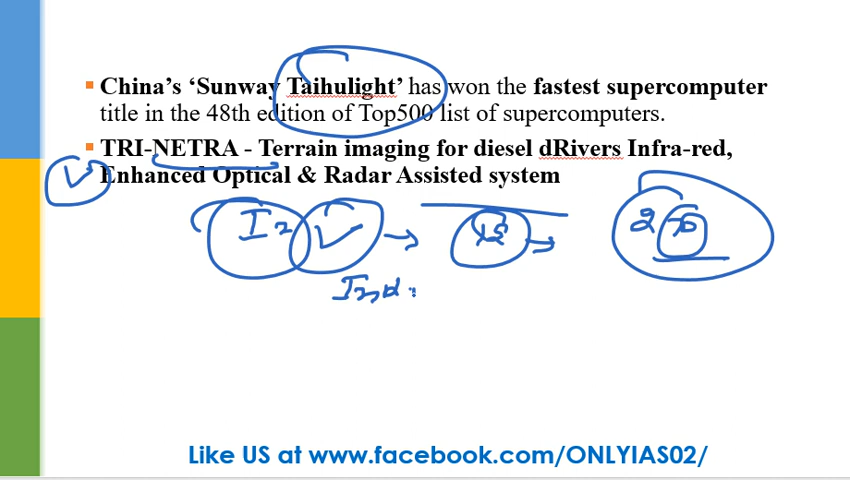 China's 'Sunway Taihulight' has won the fastest supercomputer
title in the 48th edition of Top500 list of supercomputers.
TRI-NETRA - Terrain imaging for diesel dRivers Infra-red,
Enhanced Optical & Radar Assisted system
Like US at www.facebook.com/ONLYIAS02/